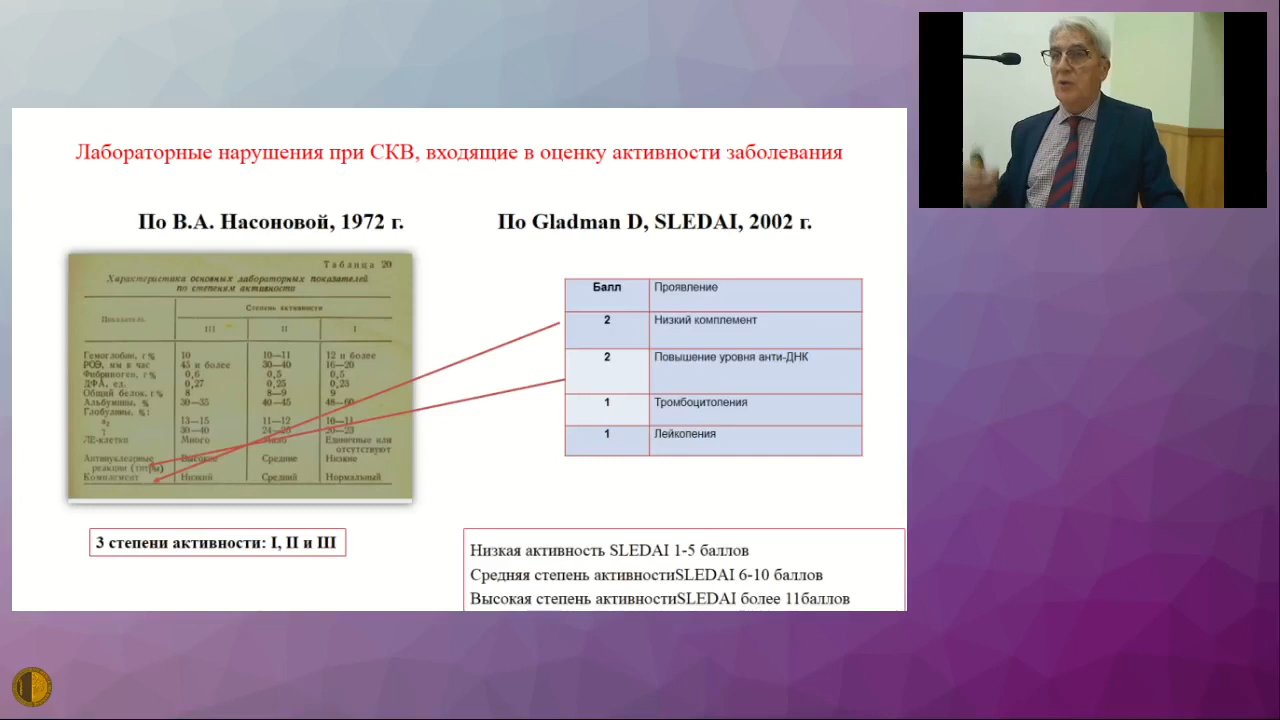 Лабораторные нарушения при СКВ, входящие в оценку активности заболевания
По В.А. Насоновой, 1972 г.
По Gladman D, SLEDAI, 2002 г.
Таблица 20
Характеристика основных лабораторных показателей
по степеням активности
Показатель
Степень активности
III II I
Гемоглобин, г% 10 10—11 12 и более
РОЭ, мм в час 45 и более 30—40 16—20
Фибриноген, г% 0,6 0,5 0,5
ДФА, ед. 0,27 0,25 0,23
Общий белок, г% 8 8—9 9
Альбумины, %: 30—35 40—45 48—60
Глобулины, %:
α₂ 13—15 11—12 10—11
γ 30—40 24—25 20—23
ЛЕ-клетки Много Мало Единичные или
отсутствуют
Антинуклеарные Высокие Средние Низкие
реакции (титры)
Комплемент Низкий Средний Нормальный
Балл Проявление
2 Низкий комплемент
2 Повышение уровня анти-ДНК
1 Тромбоцитопения
1 Лейкопения
3 степени активности: I, II и III
Низкая активность SLEDAI 1-5 баллов
Средняя степень активностиSLEDAI 6-10 баллов
Высокая степень активностиSLEDAI более 11баллов